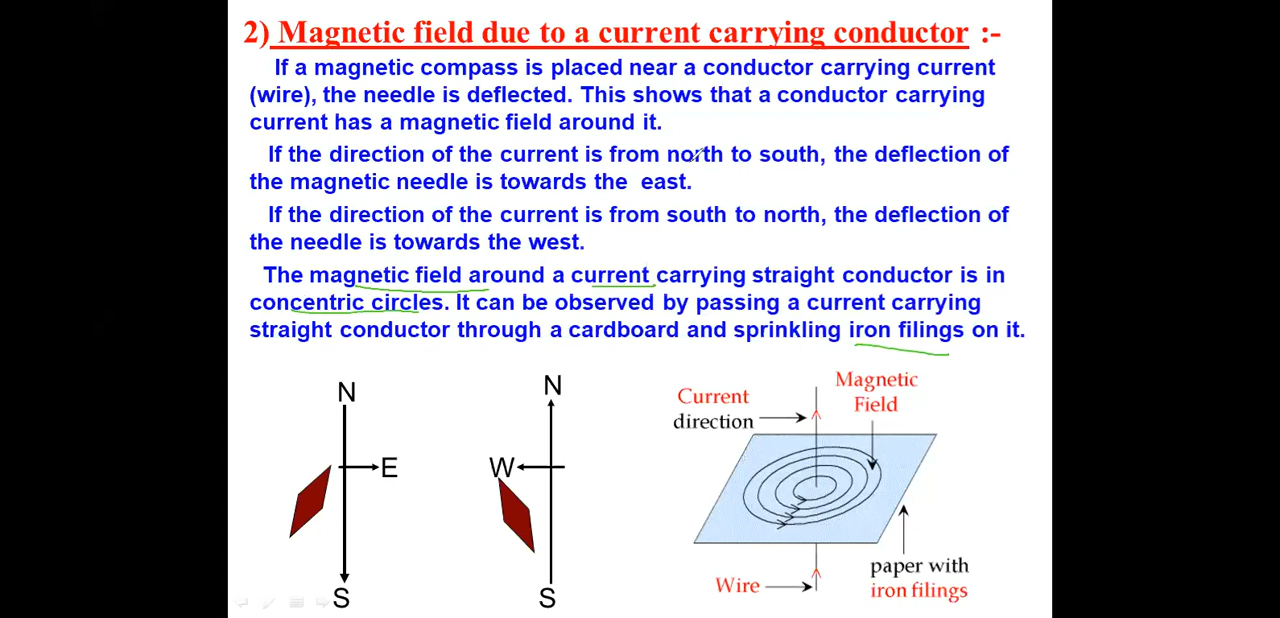 2) Magnetic field due to a current carrying conductor :-
If a magnetic compass is placed near a conductor carrying current
(wire), the needle is deflected. This shows that a conductor carrying
current has a magnetic field around it.
If the direction of the current is from north to south, the deflection of
the magnetic needle is towards the east.
If the direction of the current is from south to north, the deflection of
the needle is towards the west.
The magnetic field around a current carrying straight conductor is in
concentric circles. It can be observed by passing a current carrying
straight conductor through a cardboard and sprinkling iron filings on it.
N
E
S
N
W
S
Current
direction
Magnetic
Field
Wire
paper with
iron filings